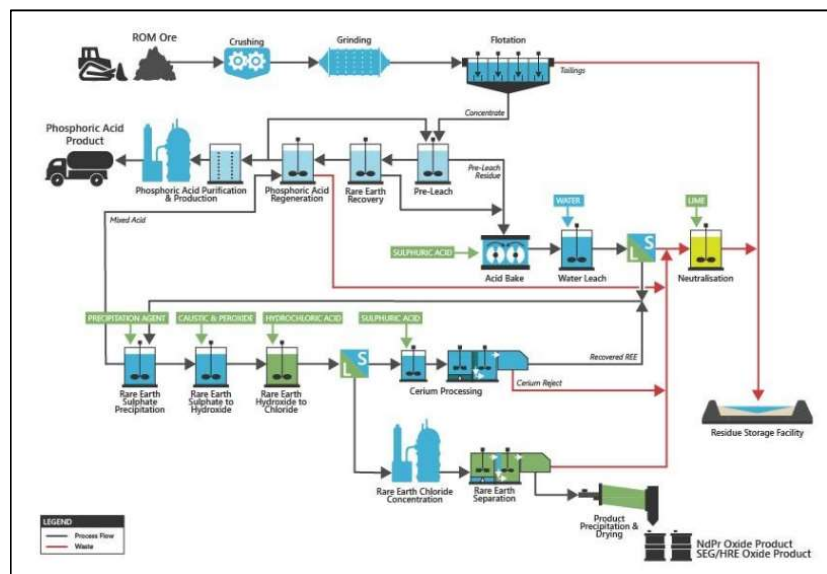 ROM Ore
Crushing
Grinding
Flotation
Tailings
Concentrate
Phosphoric Acid
Product
Phosphoric Acid Purification
& Production
Phosphoric Acid
Regeneration
Rare Earth
Recovery
Pre-Leach
Pre-Leach
Residue
Mixed Acid
WATER
LIME
SULPHURIC ACID
Acid Bake
Water Leach
L
S
Neutralisation
PRECIPITATION AGENT
CAUSTIC & PEROXIDE
HYDROCHLORIC ACID
SULPHURIC ACID
Rare Earth
Sulphate
Precipitation
Rare Earth
Sulphate to
Hydroxide
Rare Earth
Hydroxide to
Chloride
L
S
Cerium Processing
Recovered REE
Cerium Reject
Residue Storage Facility
Rare Earth Chloride
Concentration
Rare Earth
Separation
Product
Precipitation
& Drying
NdPr Oxide Product
SEG/HRE Oxide Product
LEGEND
Process Flow
Waste